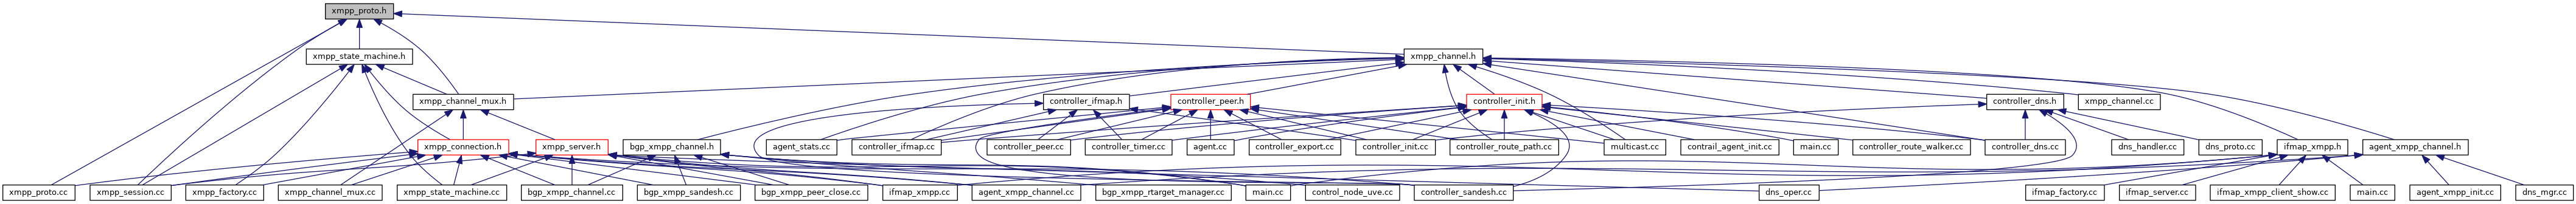 xmpp_proto.h
xmpp_state_machine.h
xmpp_channel.h
xmpp_channel_mux.h
controller_ifmap.h
controller_peer.h
controller_init.h
controller_dns.h
xmpp_channel.cc
xmpp_connection.h
xmpp_server.h
bgp_xmpp_channel.h
agent_stats.cc
controller_ifmap.cc
controller_peer.cc
controller_timer.cc
agent.cc
controller_export.cc
controller_init.cc
controller_route_path.cc
multicast.cc
contrail_agent_init.cc
main.cc
controller_route_walker.cc
controller_dns.cc
dns_handler.cc
dns_proto.cc
ifmap_xmpp.h
agent_xmpp_channel.h
xmpp_proto.cc
xmpp_session.cc
xmpp_factory.cc
xmpp_channel_mux.cc
xmpp_state_machine.cc
bgp_xmpp_channel.cc
bgp_xmpp_sandesh.cc
bgp_xmpp_peer_close.cc
ifmap_xmpp.cc
agent_xmpp_channel.cc
bgp_xmpp_rtarget_manager.cc
main.cc
control_node_uve.cc
controller_sandesh.cc
dns_oper.cc
ifmap_factory.cc
ifmap_server.cc
ifmap_xmpp_client_show.cc
main.cc
agent_xmpp_init.cc
dns_mgr.cc